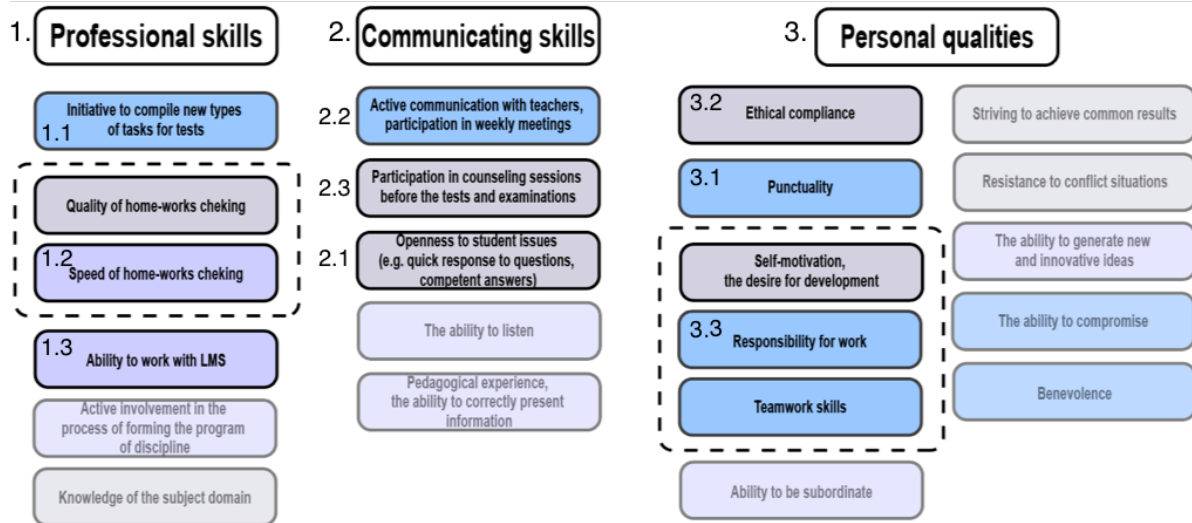 1. Professional skills
1.1 Initiative to compile new types
of tasks for tests
Quality of home-works cheking
1.2 Speed of home-works cheking
1.3 Ability to work with LMS
Active involvement in the
process of forming the program
of discipline
Knowledge of the subject domain
2. Communicating skills
2.2 Active communication with teachers,
participation in weekly meetings
2.3 Participation in counseling sessions
before the tests and examinations
2.1 Openness to student issues
(e.g. quick response to questions,
competent answers)
The ability to listen
Pedagogical experience,
the ability to correctly present
information
3. Personal qualities
3.2 Ethical compliance
3.1 Punctuality
Self-motivation,
the desire for development
3.3 Responsibility for work
Teamwork skills
Ability to be subordinate
Striving to achieve common results
Resistance to conflict situations
The ability to generate new
and innovative ideas
The ability to compromise
Benevolence